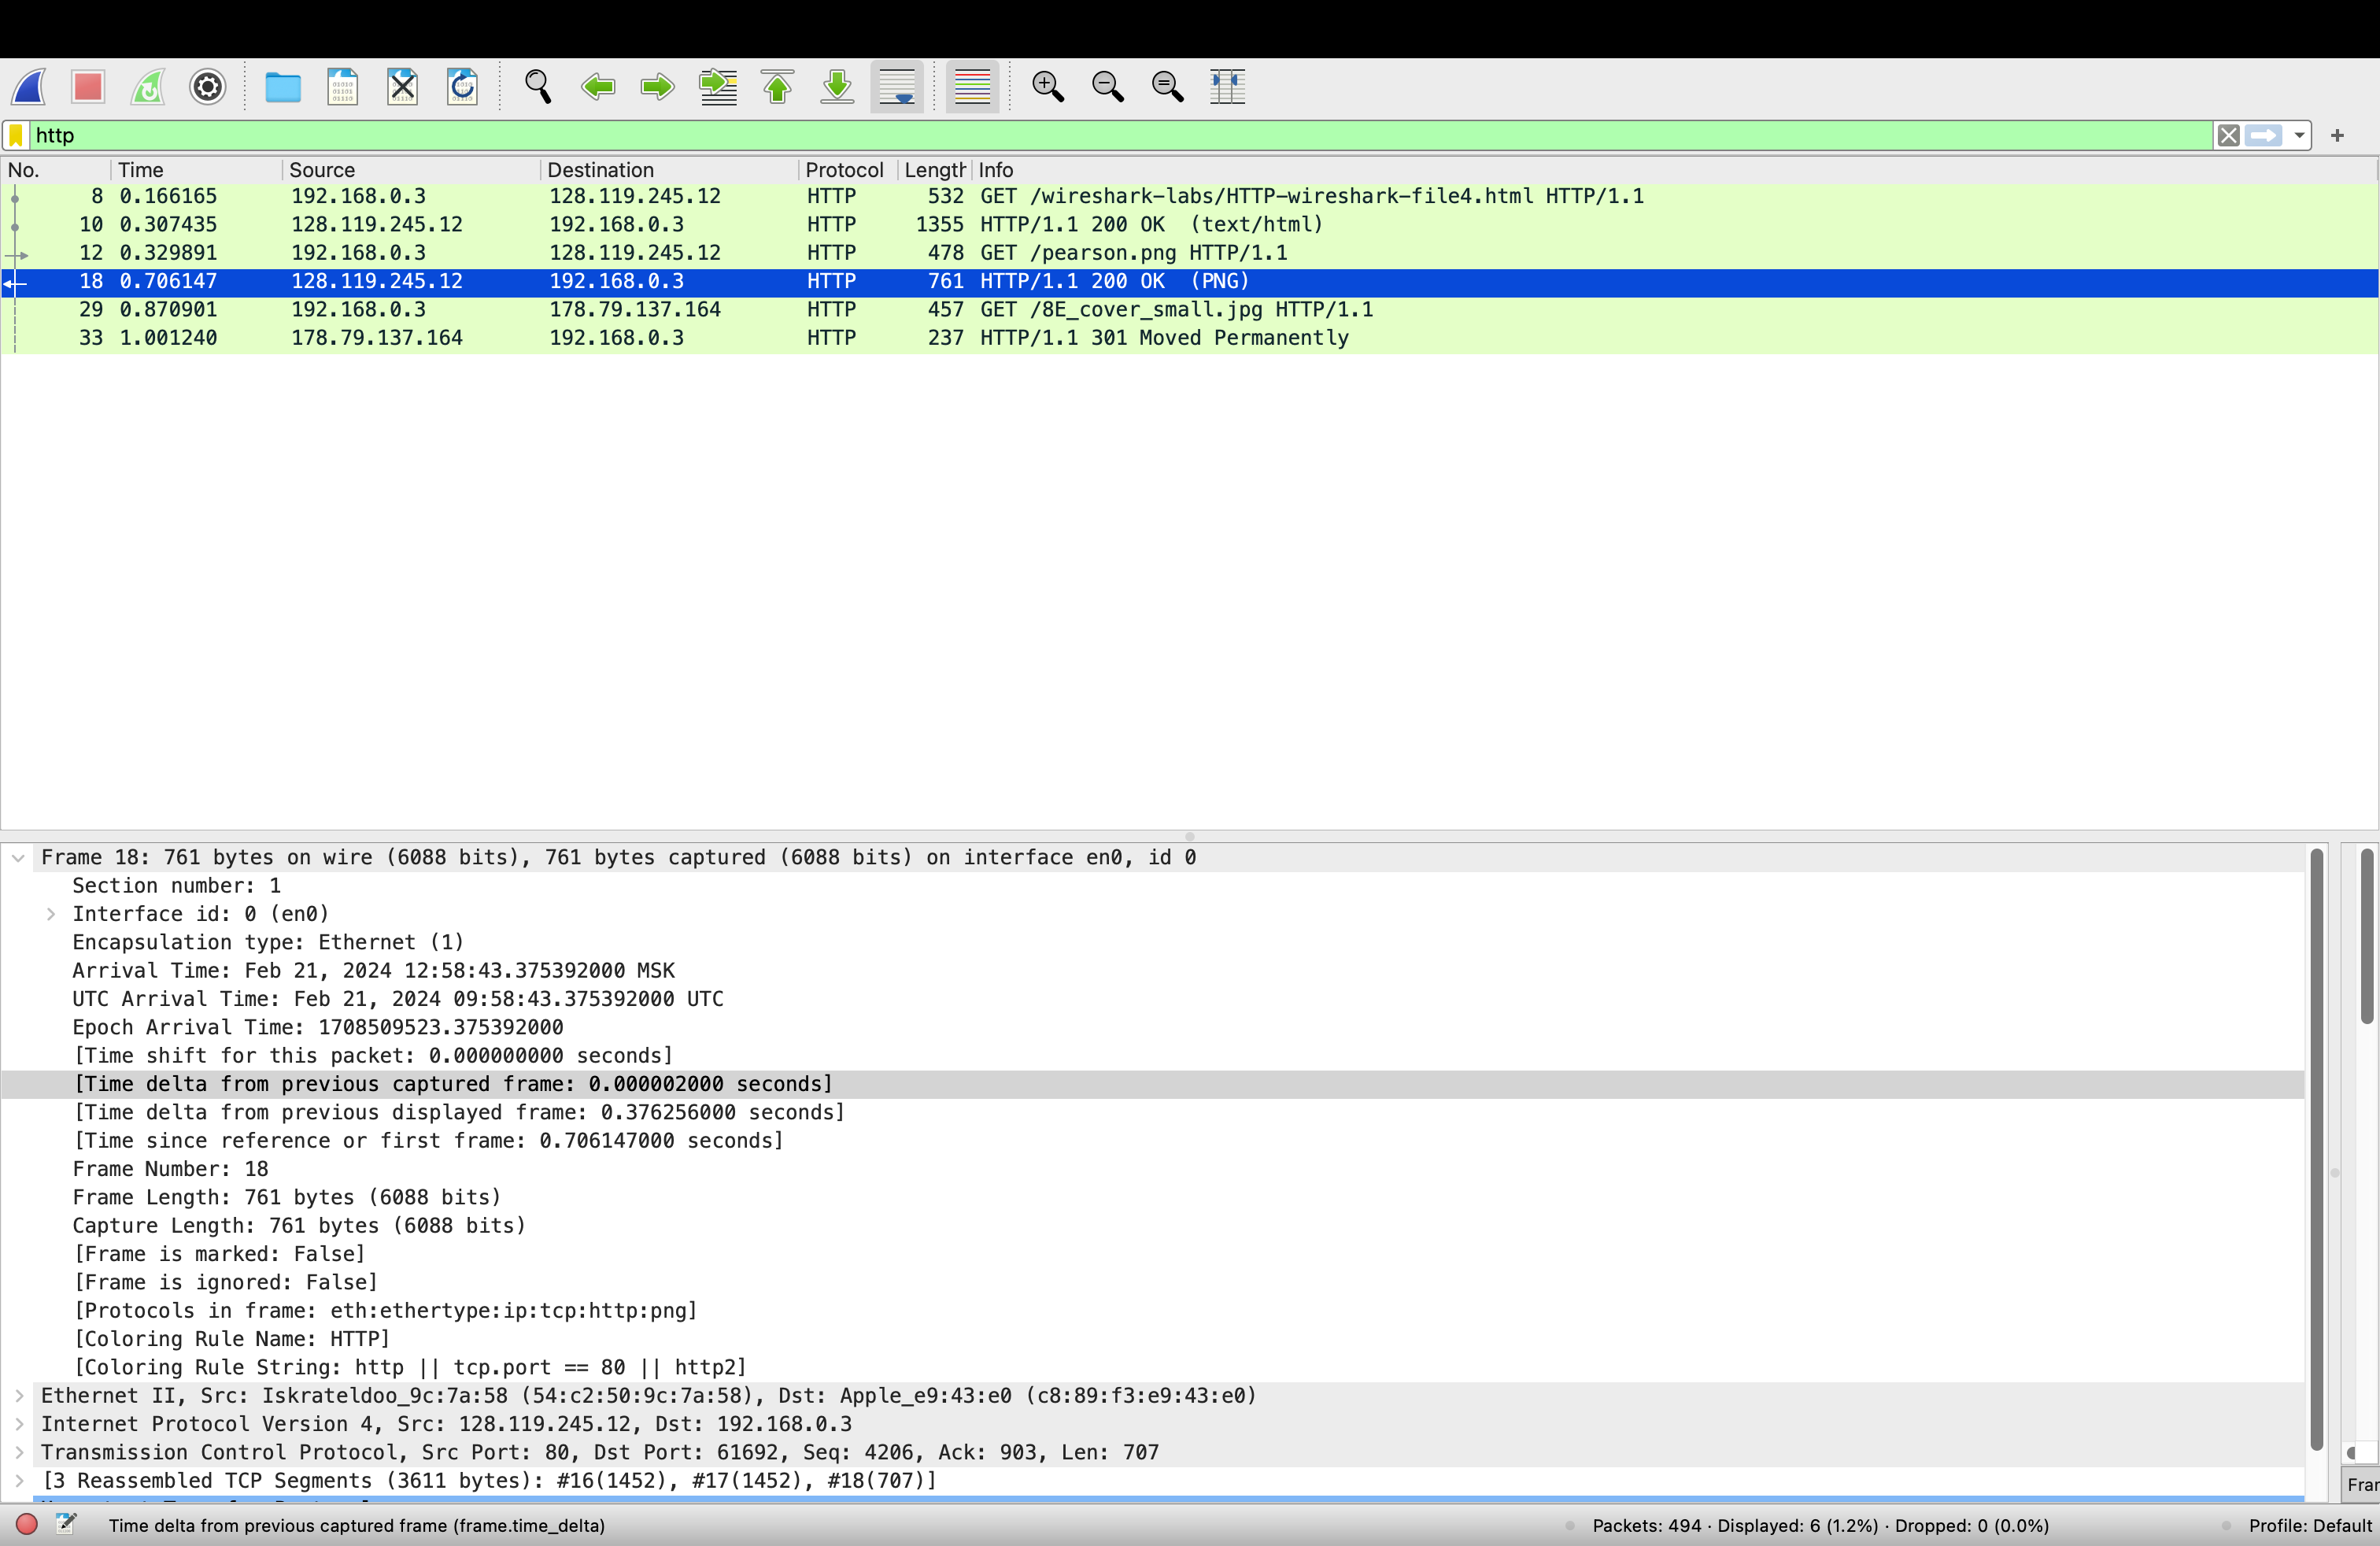 http
No. Time Source Destination Protocol Length Info
8 0.166165 192.168.0.3 128.119.245.12 HTTP 532 GET /wireshark-labs/HTTP-wireshark-file4.html HTTP/1.1
10 0.307435 128.119.245.12 192.168.0.3 HTTP 1355 HTTP/1.1 200 OK (text/html)
12 0.329891 192.168.0.3 128.119.245.12 HTTP 478 GET /pearson.png HTTP/1.1
18 0.706147 128.119.245.12 192.168.0.3 HTTP 761 HTTP/1.1 200 OK (PNG)
29 0.870901 192.168.0.3 178.79.137.164 HTTP 457 GET /8E_cover_small.jpg HTTP/1.1
33 1.001240 178.79.137.164 192.168.0.3 HTTP 237 HTTP/1.1 301 Moved Permanently
Frame 18: 761 bytes on wire (6088 bits), 761 bytes captured (6088 bits) on interface en0, id 0
Section number: 1
Interface id: 0 (en0)
Encapsulation type: Ethernet (1)
Arrival Time: Feb 21, 2024 12:58:43.375392000 MSK
UTC Arrival Time: Feb 21, 2024 09:58:43.375392000 UTC
Epoch Arrival Time: 1708509523.375392000
[Time shift for this packet: 0.000000000 seconds]
[Time delta from previous captured frame: 0.000002000 seconds]
[Time delta from previous displayed frame: 0.376256000 seconds]
[Time since reference or first frame: 0.706147000 seconds]
Frame Number: 18
Frame Length: 761 bytes (6088 bits)
Capture Length: 761 bytes (6088 bits)
[Frame is marked: False]
[Frame is ignored: False]
[Protocols in frame: eth:ethertype:ip:tcp:http:png]
[Coloring Rule Name: HTTP]
[Coloring Rule String: http || tcp.port == 80 || http2]
Ethernet II, Src: Iskrateldoo_9c:7a:58 (54:c2:50:9c:7a:58), Dst: Apple_e9:43:e0 (c8:89:f3:e9:43:e0)
Internet Protocol Version 4, Src: 128.119.245.12, Dst: 192.168.0.3
Transmission Control Protocol, Src Port: 80, Dst Port: 61692, Seq: 4206, Ack: 903, Len: 707
[3 Reassembled TCP Segments (3611 bytes): #16(1452), #17(1452), #18(707)]
Time delta from previous captured frame (frame.time_delta)
Packets: 494 · Displayed: 6 (1.2%) · Dropped: 0 (0.0%)
Profile: Default